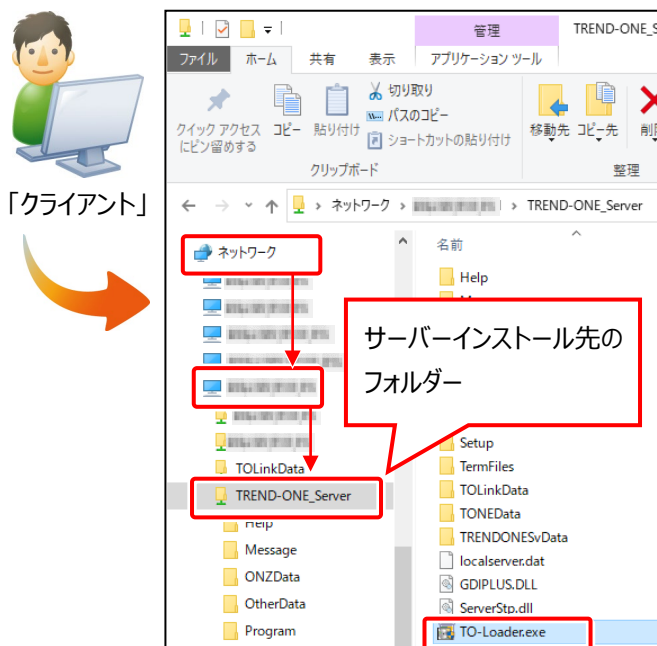 管理
TREND-ONE_S
ファイル ホーム 共有 表示 アプリケーション ツール
クイック アクセス
にピン留めする
コピー
貼り付け
切り取り
パスのコピー
ショートカットの貼り付け
移動先
コピー先
クリップボード
整理
「クライアント」
ネットワーク
TREND-ONE_Server
ネットワーク
名前
Help
サーバーインストール先の
フォルダー
TOLinkData
TREND-ONE_Server
Help
Message
ONZData
OtherData
Program
Setup
TermFiles
TOLinkData
TONEData
TRENDONESvData
localserver.dat
GDIPLUS.DLL
ServerStp.dll
TO-Loader.exe